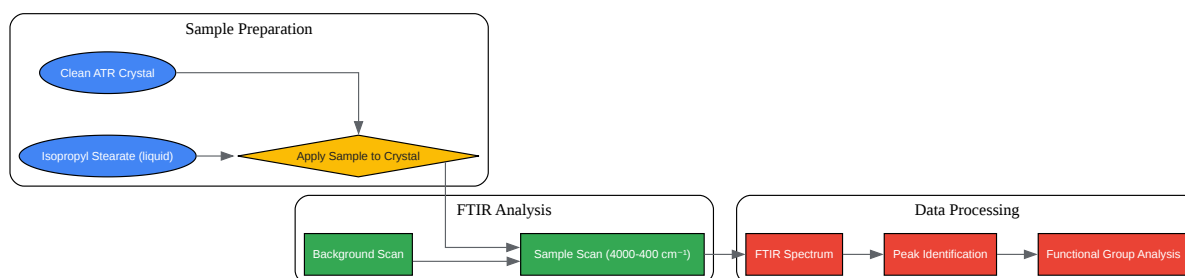 Sample Preparation
Clean ATR Crystal
Isopropyl Stearate (liquid)
Apply Sample to Crystal
FTIR Analysis
Background Scan
Sample Scan (4000-400 cm⁻¹)
Data Processing
FTIR Spectrum
Peak Identification
Functional Group Analysis